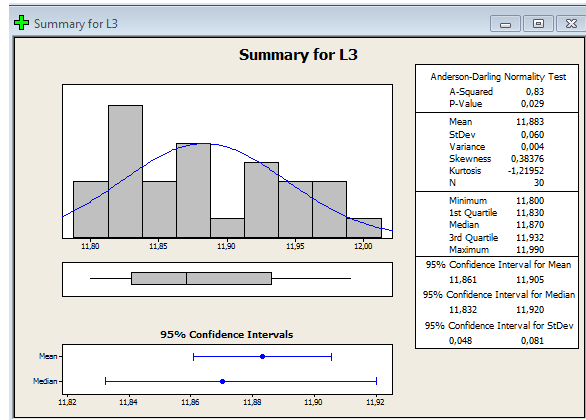 Summary for L3
Summary for L3
11,80 11,85 11,90 11,95 12,00
95% Confidence Intervals
Mean
Median
11,82 11,84 11,86 11,88 11,90 11,92
Anderson-Darling Normality Test
A-Squared 0,83
P-Value 0,029
Mean 11,883
StDev 0,060
Variance 0,004
Skewness 0,38376
Kurtosis -1,21952
N 30
Minimum 11,800
1st Quartile 11,830
Median 11,870
3rd Quartile 11,932
Maximum 11,990
95% Confidence Interval for Mean
11,861 11,905
95% Confidence Interval for Median
11,832 11,920
95% Confidence Interval for StDev
0,048 0,081